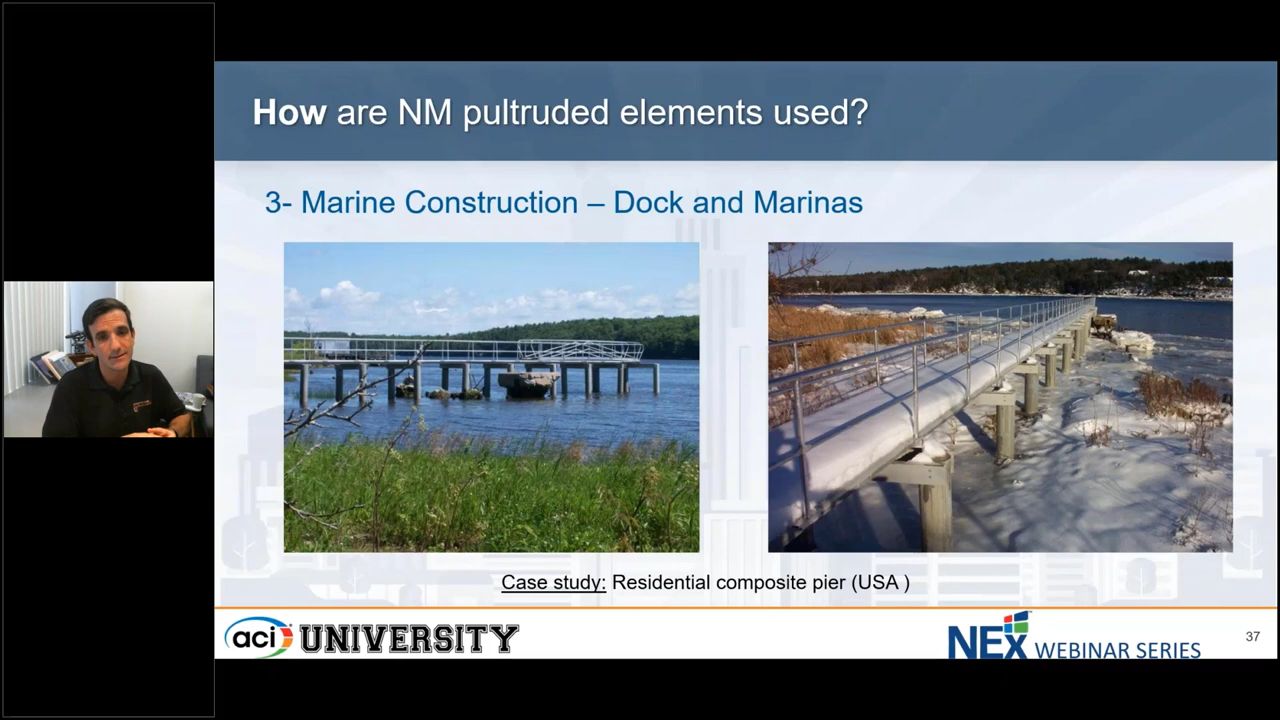 How are NM pultruded elements used?
3- Marine Construction – Dock and Marinas
Case study: Residential composite pier (USA )
aci UNIVERSITY
NEx WEBINAR SERIES
37